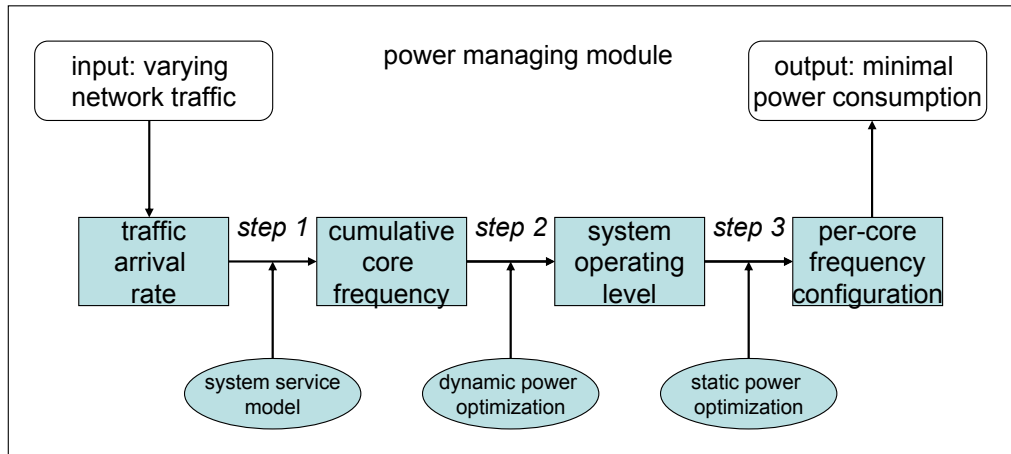 power managing module
input: varying
network traffic
output: minimal
power consumption
traffic
arrival
rate
step 1
cumulative
core
frequency
step 2
system
operating
level
step 3
per-core
frequency
configuration
system service
model
dynamic power
optimization
static power
optimization